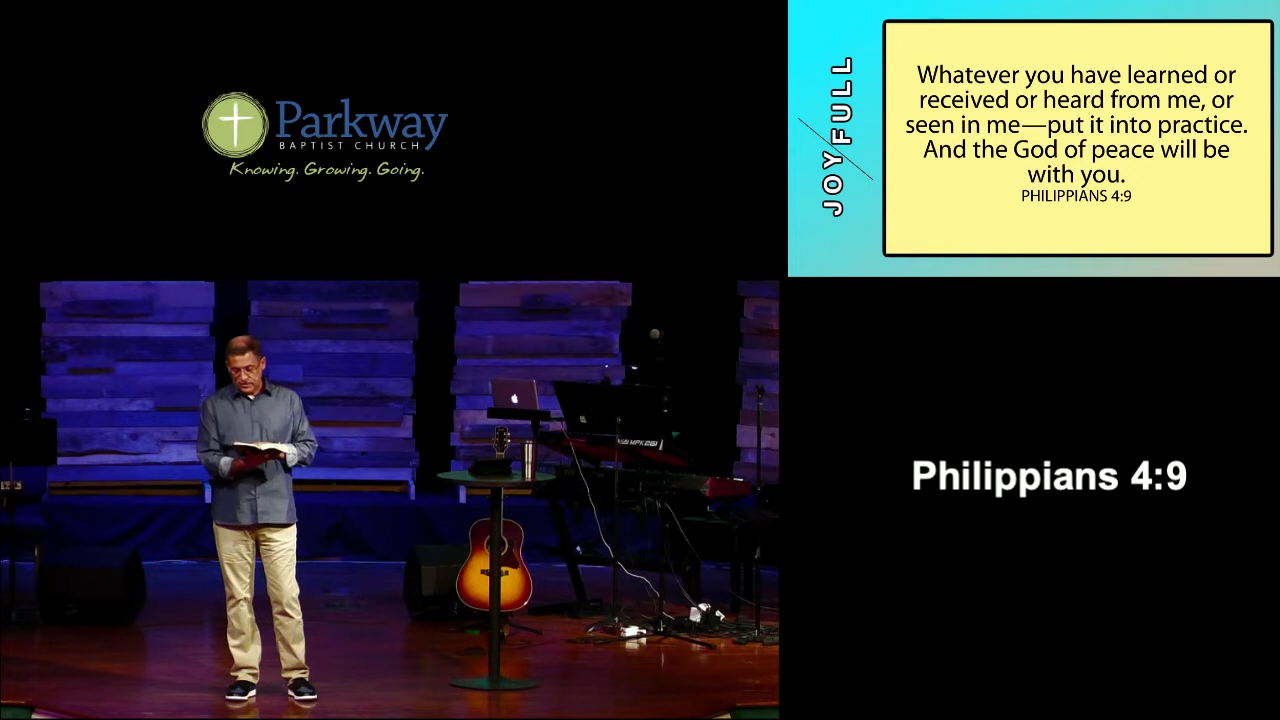 Parkway
BAPTIST CHURCH
Knowing. Growing. Going.
JOYFULL
Whatever you have learned or
received or heard from me, or
seen in me—put it into practice.
And the God of peace will be
with you.
PHILIPPIANS 4:9
Philippians 4:9